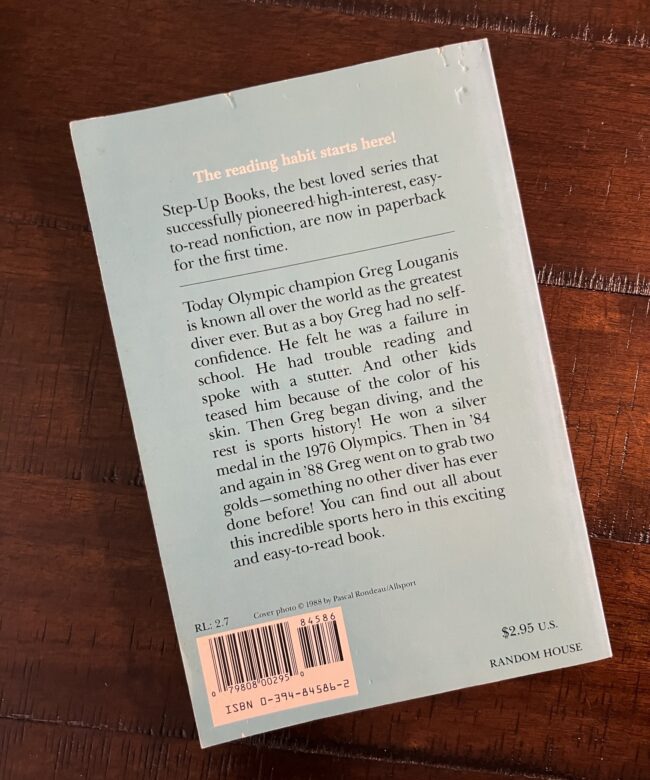 The reading habit starts here!
Step-Up Books, the best loved series that
successfully pioneered high-interest, easy-
to-read nonfiction, are now in paperback
for the first time.
Today Olympic champion Greg Louganis
is known all over the world as the greatest
diver ever. But as a boy Greg had no self-
confidence. He felt he was a failure in
school. He had trouble reading and
spoke with a stutter. And other kids
teased him because of the color of his
skin. Then Greg began diving, and the
rest is sports history! He won a silver
medal in the 1976 Olympics. Then in '84
and again in '88 Greg went on to grab two
golds—something no other diver has ever
done before! You can find out all about
this incredible sports hero in this exciting
and easy-to-read book.
RL: 2.7
Cover photo © 1988 by Pascal Rondeau/Allsport
84586
0 79808 00295 0
ISBN 0-394-84586-2
$2.95 U.S.
RANDOM HOUSE